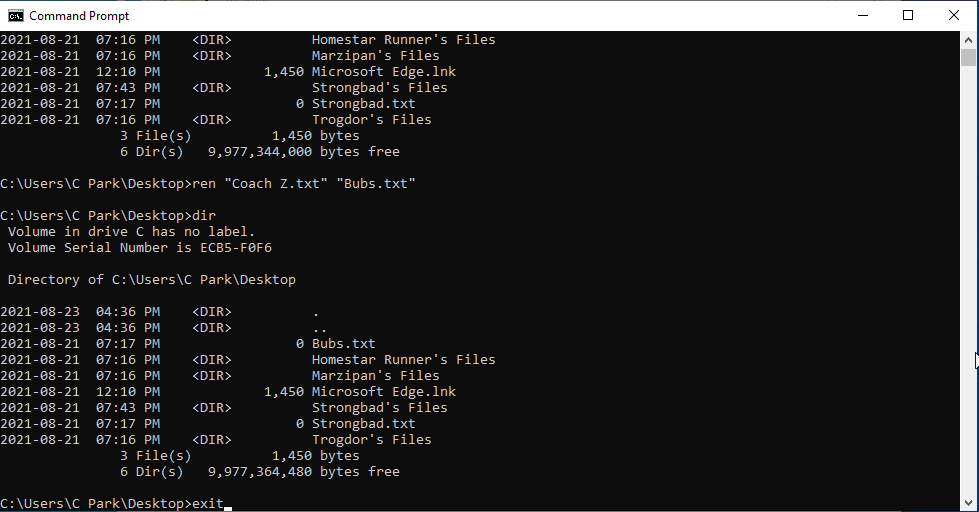 Command Prompt
2021-08-21  07:16 PM    <DIR>          Homestar Runner's Files
2021-08-21  07:16 PM    <DIR>          Marzipan's Files
2021-08-21  12:10 PM             1,450 Microsoft Edge.lnk
2021-08-21  07:43 PM    <DIR>          Strongbad's Files
2021-08-21  07:17 PM                 0 Strongbad.txt
2021-08-21  07:16 PM    <DIR>          Trogdor's Files
               3 File(s)          1,450 bytes
               6 Dir(s)   9,977,344,000 bytes free
C:\Users\C Park\Desktop>ren "Coach Z.txt" "Bubs.txt"
C:\Users\C Park\Desktop>dir
 Volume in drive C has no label.
 Volume Serial Number is ECB5-F0F6
 Directory of C:\Users\C Park\Desktop
2021-08-23  04:36 PM    <DIR>          .
2021-08-23  04:36 PM    <DIR>          ..
2021-08-21  07:17 PM                 0 Bubs.txt
2021-08-21  07:16 PM    <DIR>          Homestar Runner's Files
2021-08-21  07:16 PM    <DIR>          Marzipan's Files
2021-08-21  12:10 PM             1,450 Microsoft Edge.lnk
2021-08-21  07:43 PM    <DIR>          Strongbad's Files
2021-08-21  07:17 PM                 0 Strongbad.txt
2021-08-21  07:16 PM    <DIR>          Trogdor's Files
               3 File(s)          1,450 bytes
               6 Dir(s)   9,977,364,480 bytes free
C:\Users\C Park\Desktop>exit